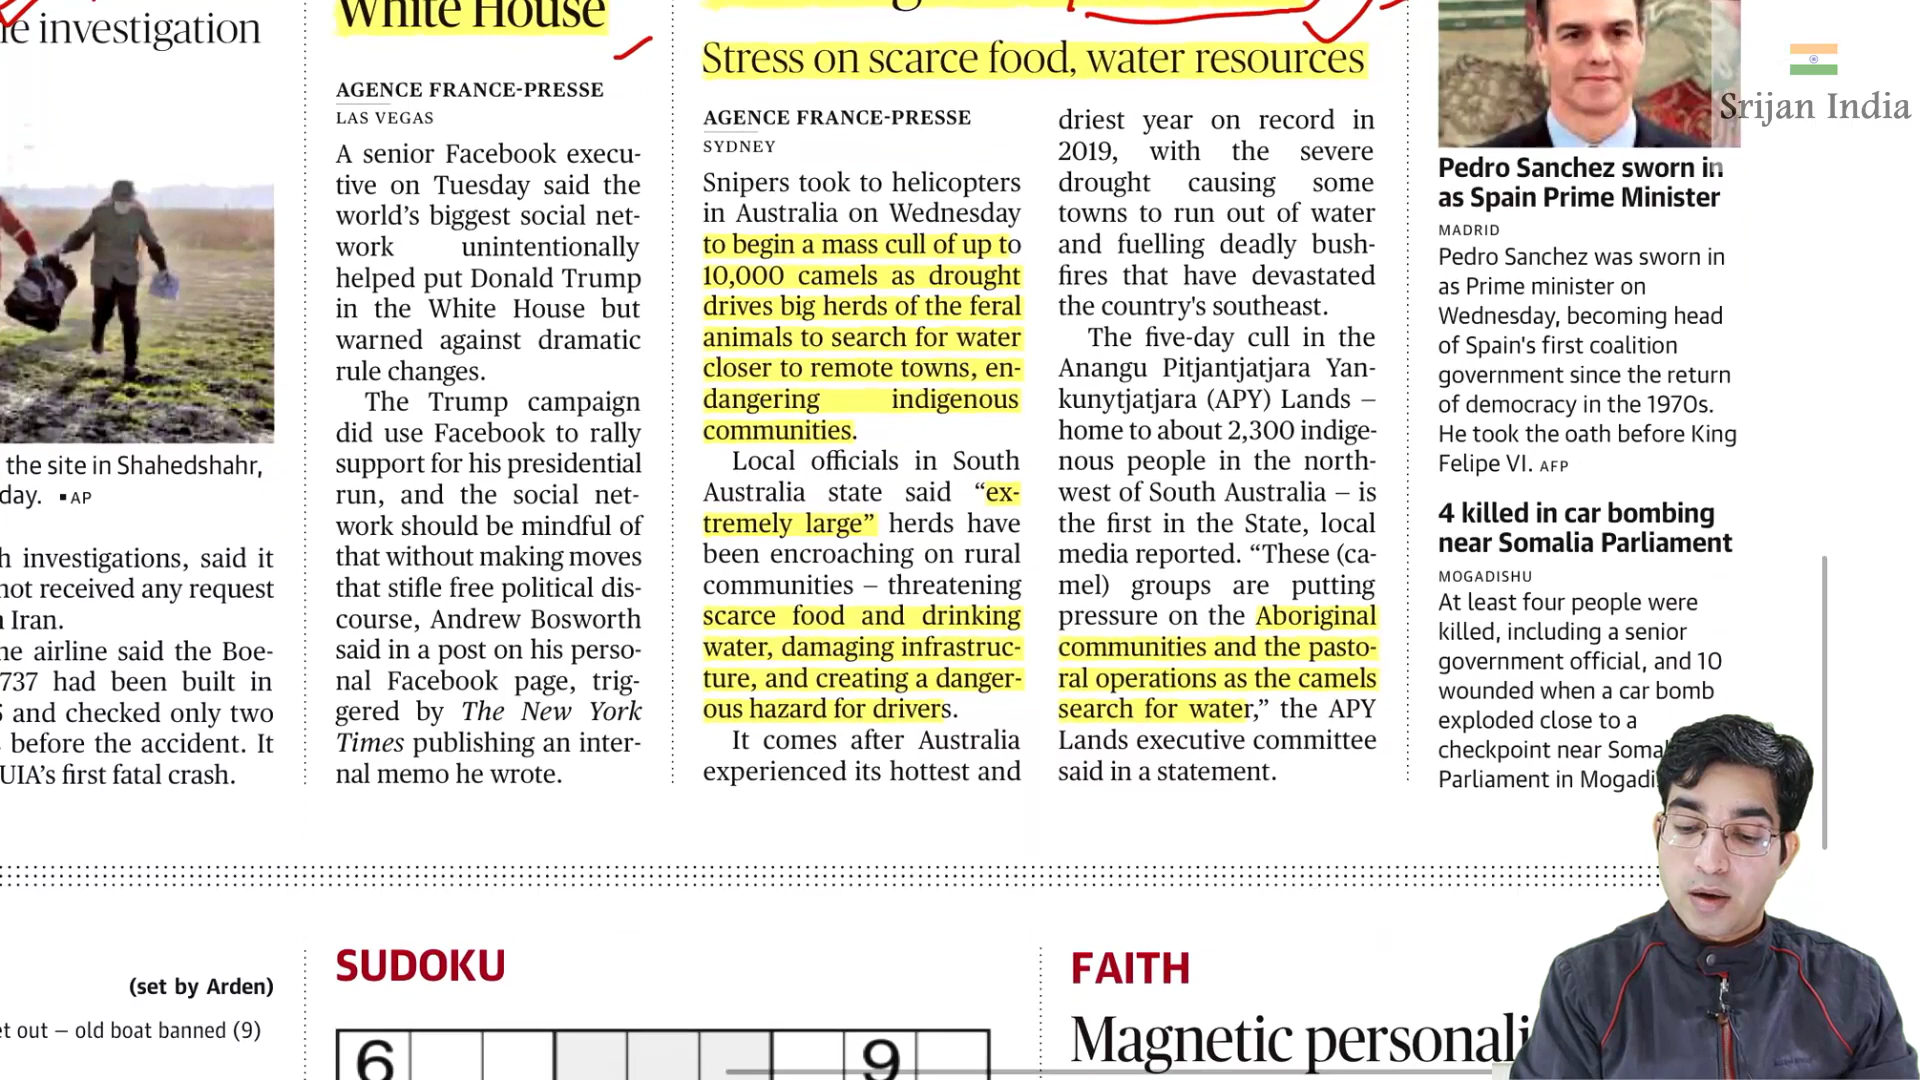 e investigation
the site in Shahedshahr,
day. ▪ AP
h investigations, said it
not received any request
Iran.
ne airline said the Boe-
737 had been built in
and checked only two
before the accident. It
UIA’s first fatal crash.
White House
AGENCE FRANCE-PRESSE
LAS VEGAS
A senior Facebook execu-
tive on Tuesday said the
world’s biggest social net-
work unintentionally
helped put Donald Trump
in the White House but
warned against dramatic
rule changes.
The Trump campaign
did use Facebook to rally
support for his presidential
run, and the social net-
work should be mindful of
that without making moves
that stifle free political dis-
course, Andrew Bosworth
said in a post on his perso-
nal Facebook page, trig-
gered by The New York
Times publishing an inter-
nal memo he wrote.
Stress on scarce food, water resources
AGENCE FRANCE-PRESSE
SYDNEY
Snipers took to helicopters
in Australia on Wednesday
to begin a mass cull of up to
10,000 camels as drought
drives big herds of the feral
animals to search for water
closer to remote towns, en-
dangering indigenous
communities.
Local officials in South
Australia state said “ex-
tremely large” herds have
been encroaching on rural
communities – threatening
scarce food and drinking
water, damaging infrastruc-
ture, and creating a danger-
ous hazard for drivers.
It comes after Australia
experienced its hottest and
driest year on record in
2019, with the severe
drought causing some
towns to run out of water
and fuelling deadly bush-
fires that have devastated
the country's southeast.
The five-day cull in the
Anangu Pitjantjatjara Yan-
kunytjatjara (APY) Lands –
home to about 2,300 indige-
nous people in the north-
west of South Australia – is
the first in the State, local
media reported. “These (ca-
mel) groups are putting
pressure on the Aboriginal
communities and the pasto-
ral operations as the camels
search for water,” the APY
Lands executive committee
said in a statement.
Srijan India
Pedro Sanchez sworn in
as Spain Prime Minister
MADRID
Pedro Sanchez was sworn in
as Prime minister on
Wednesday, becoming head
of Spain's first coalition
government since the return
of democracy in the 1970s.
He took the oath before King
Felipe VI. AFP
4 killed in car bombing
near Somalia Parliament
MOGADISHU
At least four people were
killed, including a senior
government official, and 10
wounded when a car bomb
exploded close to a
checkpoint near Soma
Parliament in Mogadi
(set by Arden)
et out – old boat banned (9)
SUDOKU
6 9
FAITH
Magnetic personali